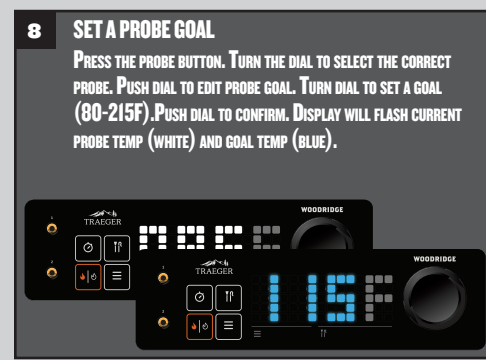 8 SET A PROBE GOAL
Press the probe button. Turn the dial to select the correct
probe. Push dial to edit probe goal. Turn dial to set a goal
(80-215F).Push dial to confirm. Display will flash current
probe temp (white) and goal temp (blue).
WOODRIDGE
TRAEGER
WOODRIDGE
TRAEGER
115F